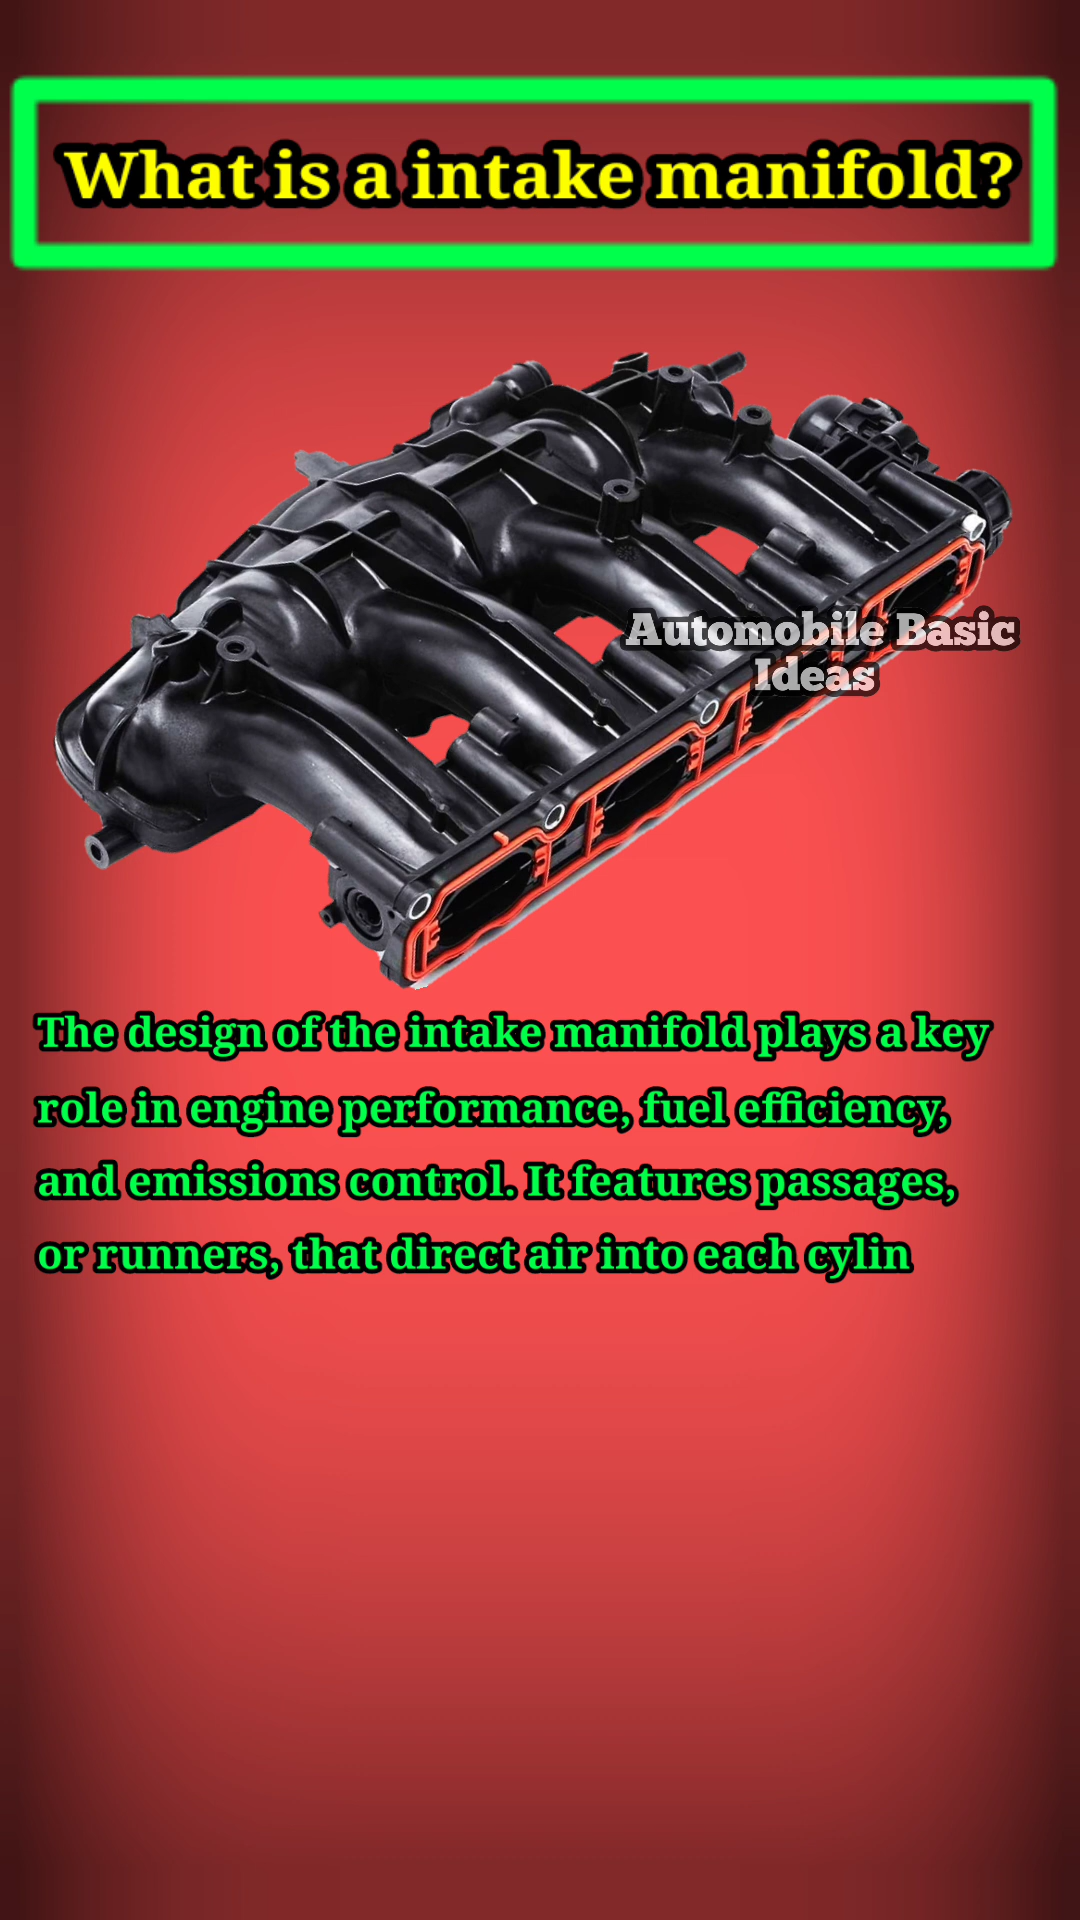 What is a intake manifold?
Automobile Basic
Ideas
The design of the intake manifold plays a key
role in engine performance, fuel efficiency,
and emissions control. It features passages,
or runners, that direct air into each cylin